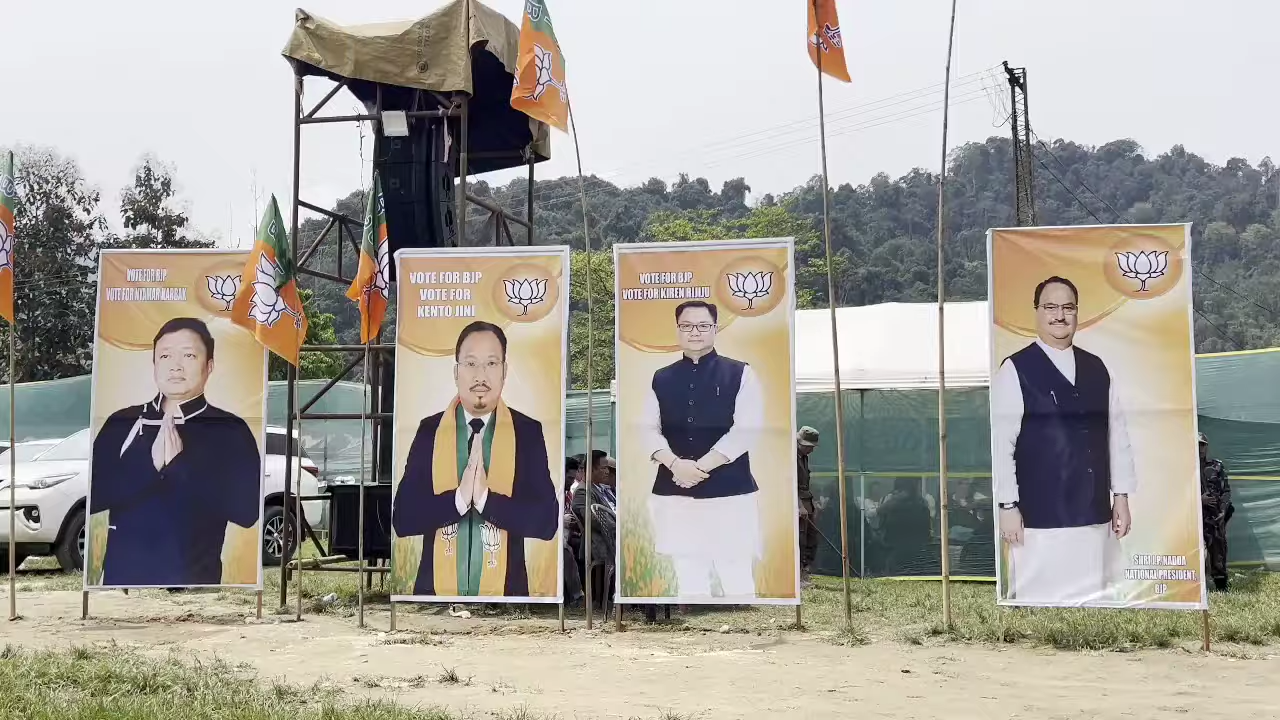 VOTE FOR BJP
VOTE FOR NYAMAR KARBAK
VOTE FOR BJP
VOTE FOR
KENTO JINI
VOTE FOR BJP
VOTE FOR KIREN RIJIJU
SHRI J.P. NADDA
NATIONAL PRESIDENT,
BJP